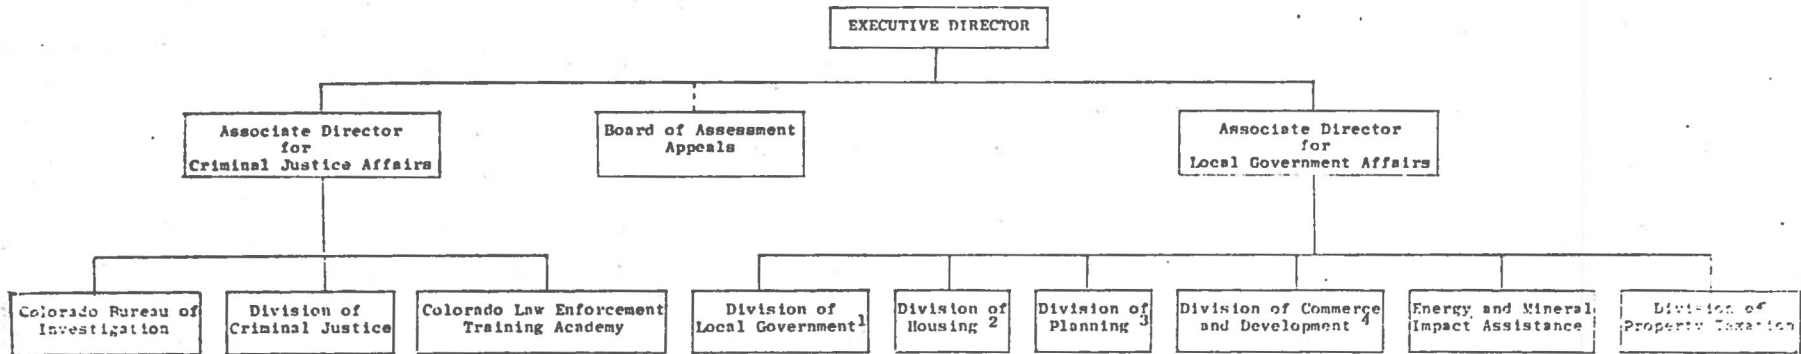 EXECUTIVE DIRECTOR
Associate Director
for
Criminal Justice Affairs
Board of Assessment
Appeals
Associate Director
for
Local Government Affairs
Colorado Bureau of
Investigation
Division of
Criminal Justice
Colorado Law Enforcement
Training Academy
Division of
Local Government 1
Division of
Housing 2
Division of
Planning 3
Division of Commerce
and Development 4
Energy and Mineral
Impact Assistance
Division of
Property Taxation